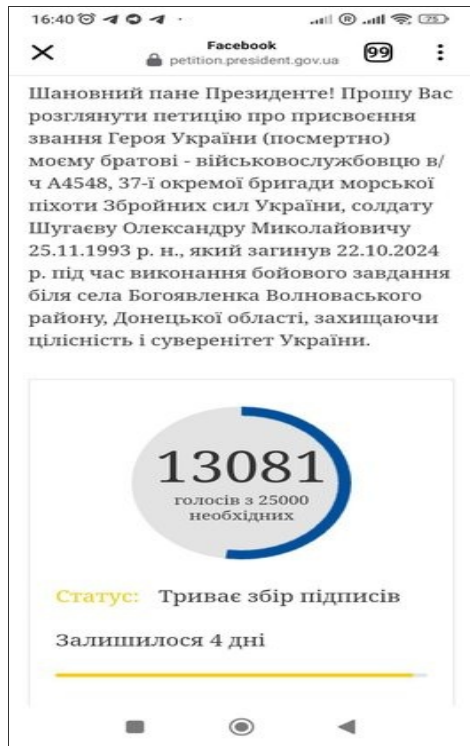 16:40
75
Facebook
petition.president.gov.ua
99
Шановний пане Президенте! Прошу Вас
розглянути петицію про присвоєння
звання Героя України (посмертно)
моєму братові - військовослужбовцю в/
ч А4548, 37-ї окремої бригади морської
піхоти Збройних сил України, солдату
Шугаєву Олександру Миколайовичу
25.11.1993 р. н., який загинув 22.10.2024
р. під час виконання бойового завдання
біля села Богоявленка Волноваського
району, Донецької області, захищаючи
цілісність і суверенітет України.
13081
голосів з 25000
необхідних
Статус: Триває збір підписів
Залишилося 4 дні